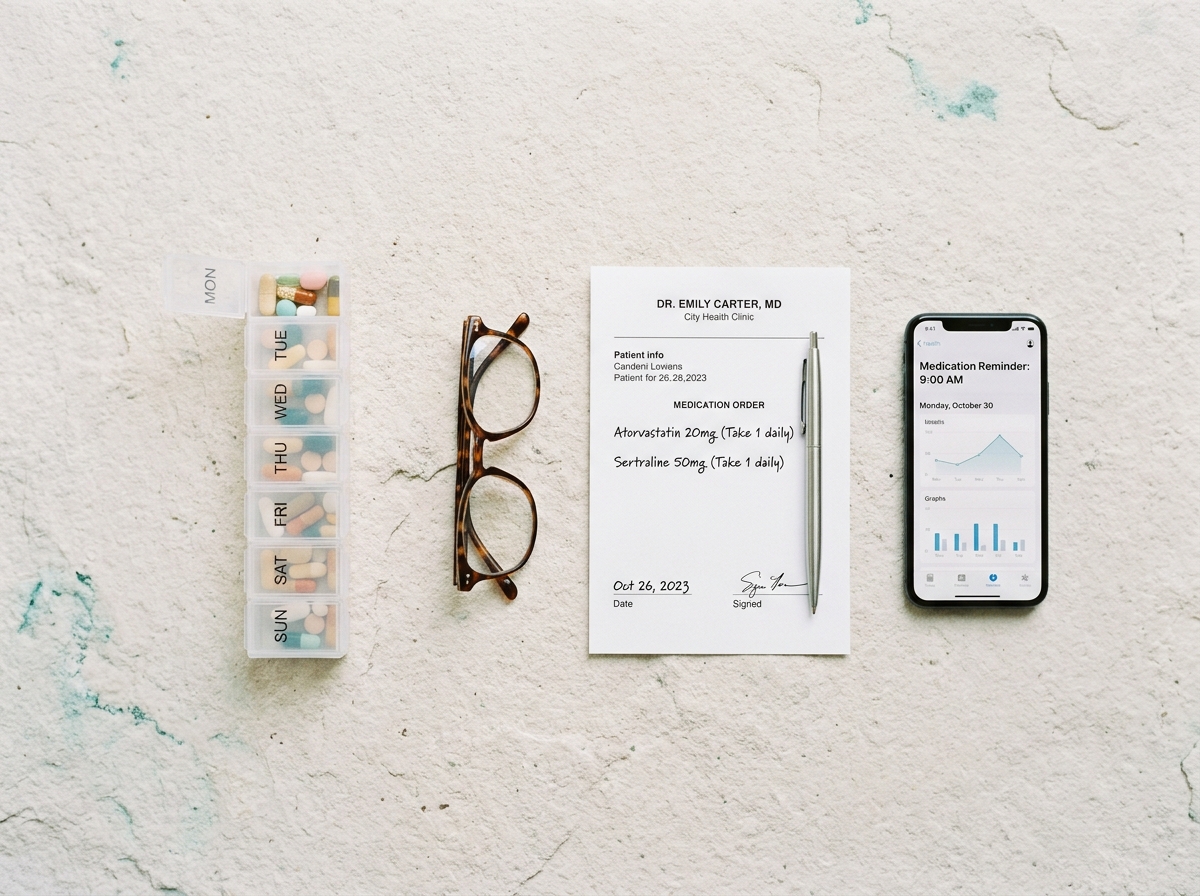 MON
TUE
WED
THU
FRI
SAT
SUN
DR. EMILY CARTER, MD
City Health Clinic
Patient info
Candeni Lowens
Patient for 26.28,2023
MEDICATION ORDER
Atorvastatin 20mg (Take 1 daily)
Sertraline 50mg (Take 1 daily)
Oct 26, 2023
Date
Signed
health
Medication Reminder:
9:00 AM
Monday, October 30
Graphs